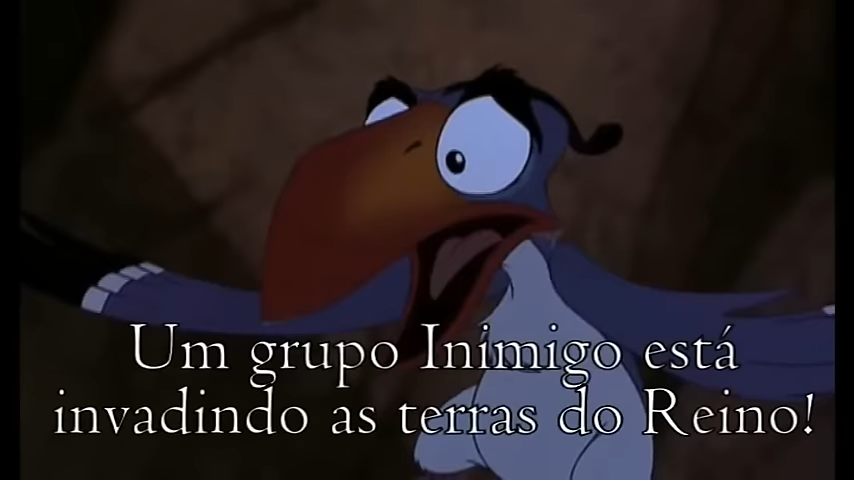 Um grupo Inimigo está
invadindo as terras do Reino!